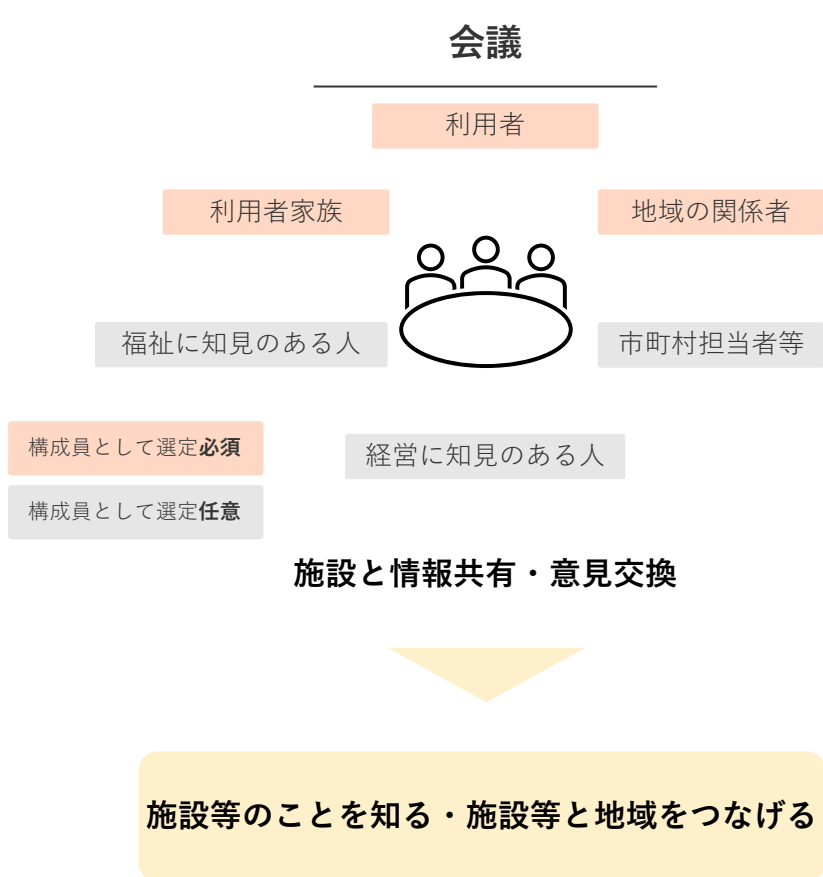 会議
利用者
利用者家族
地域の関係者
福祉に知見のある人
市町村担当者等
経営に知見のある人
構成員として選定必須
構成員として選定任意
施設と情報共有・意見交換
施設等のことを知る・施設等と地域をつなげる